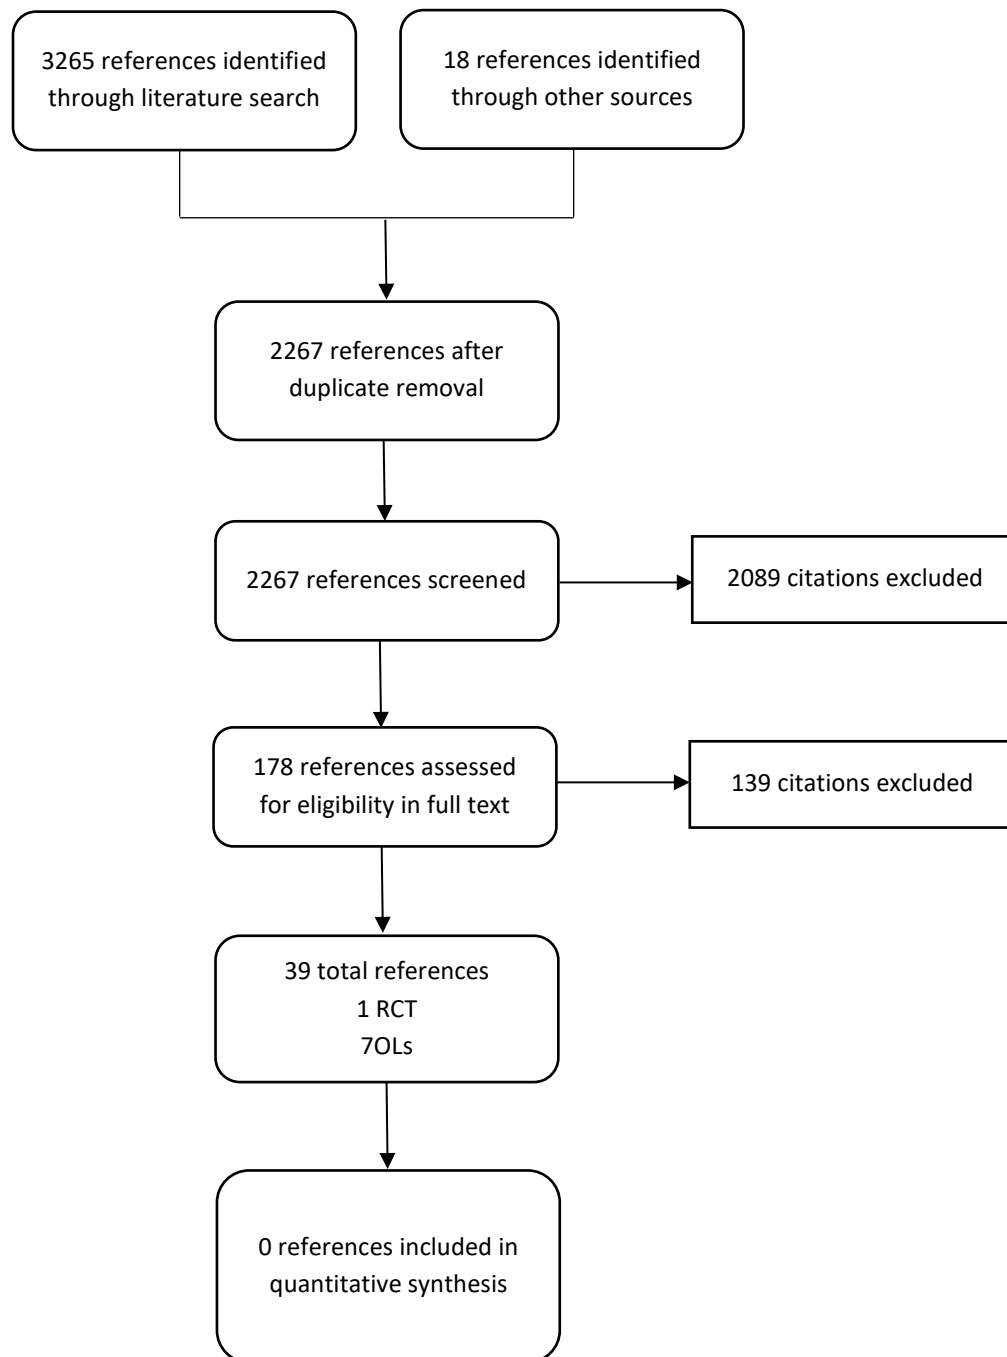 3265 references identified
through literature search
18 references identified
through other sources
2267 references after
duplicate removal
2267 references screened
2089 citations excluded
178 references assessed
for eligibility in full text
139 citations excluded
39 total references
1 RCT
7OLs
0 references included in
quantitative synthesis